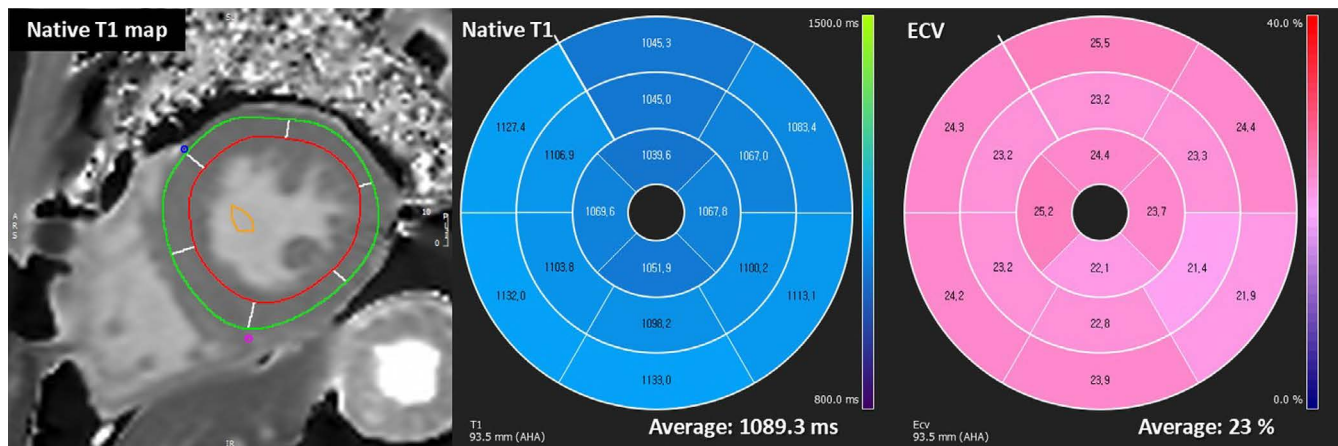 Native T1 map
S
A
R
S
10
0
IR
Native T1
1500.0 ms
800.0 ms
1045,3
1127,4
1083,4
1045,0
1106,9
1067,0
1039,6
1069,6
1067,8
1051,9
1103,8
1100,2
1132,0
1113,1
1098,2
1133,0
T1
93.5 mm (AHA)
Average: 1089.3 ms
ECV
40.0 %
0.0 %
25,5
24,3
24,4
23,2
23,2
23,3
24,4
25,2
23,7
22,1
23,2
21,4
24,2
21,9
22,8
23,9
Ecv
93.5 mm (AHA)
Average: 23 %